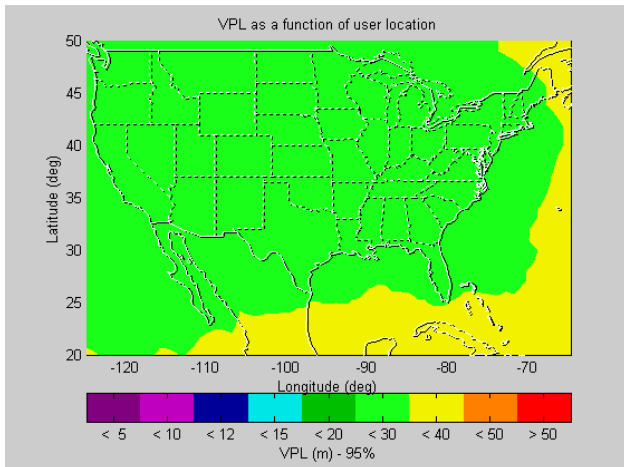 VPL as a function of user location
50
45
40
35
30
25
20
Latitude (deg)
-120 -110 -100 -90 -80 -70
Longitude (deg)
< 5 < 10 < 12 < 15 < 20 < 30 < 40 < 50 > 50
VPL (m) - 95%